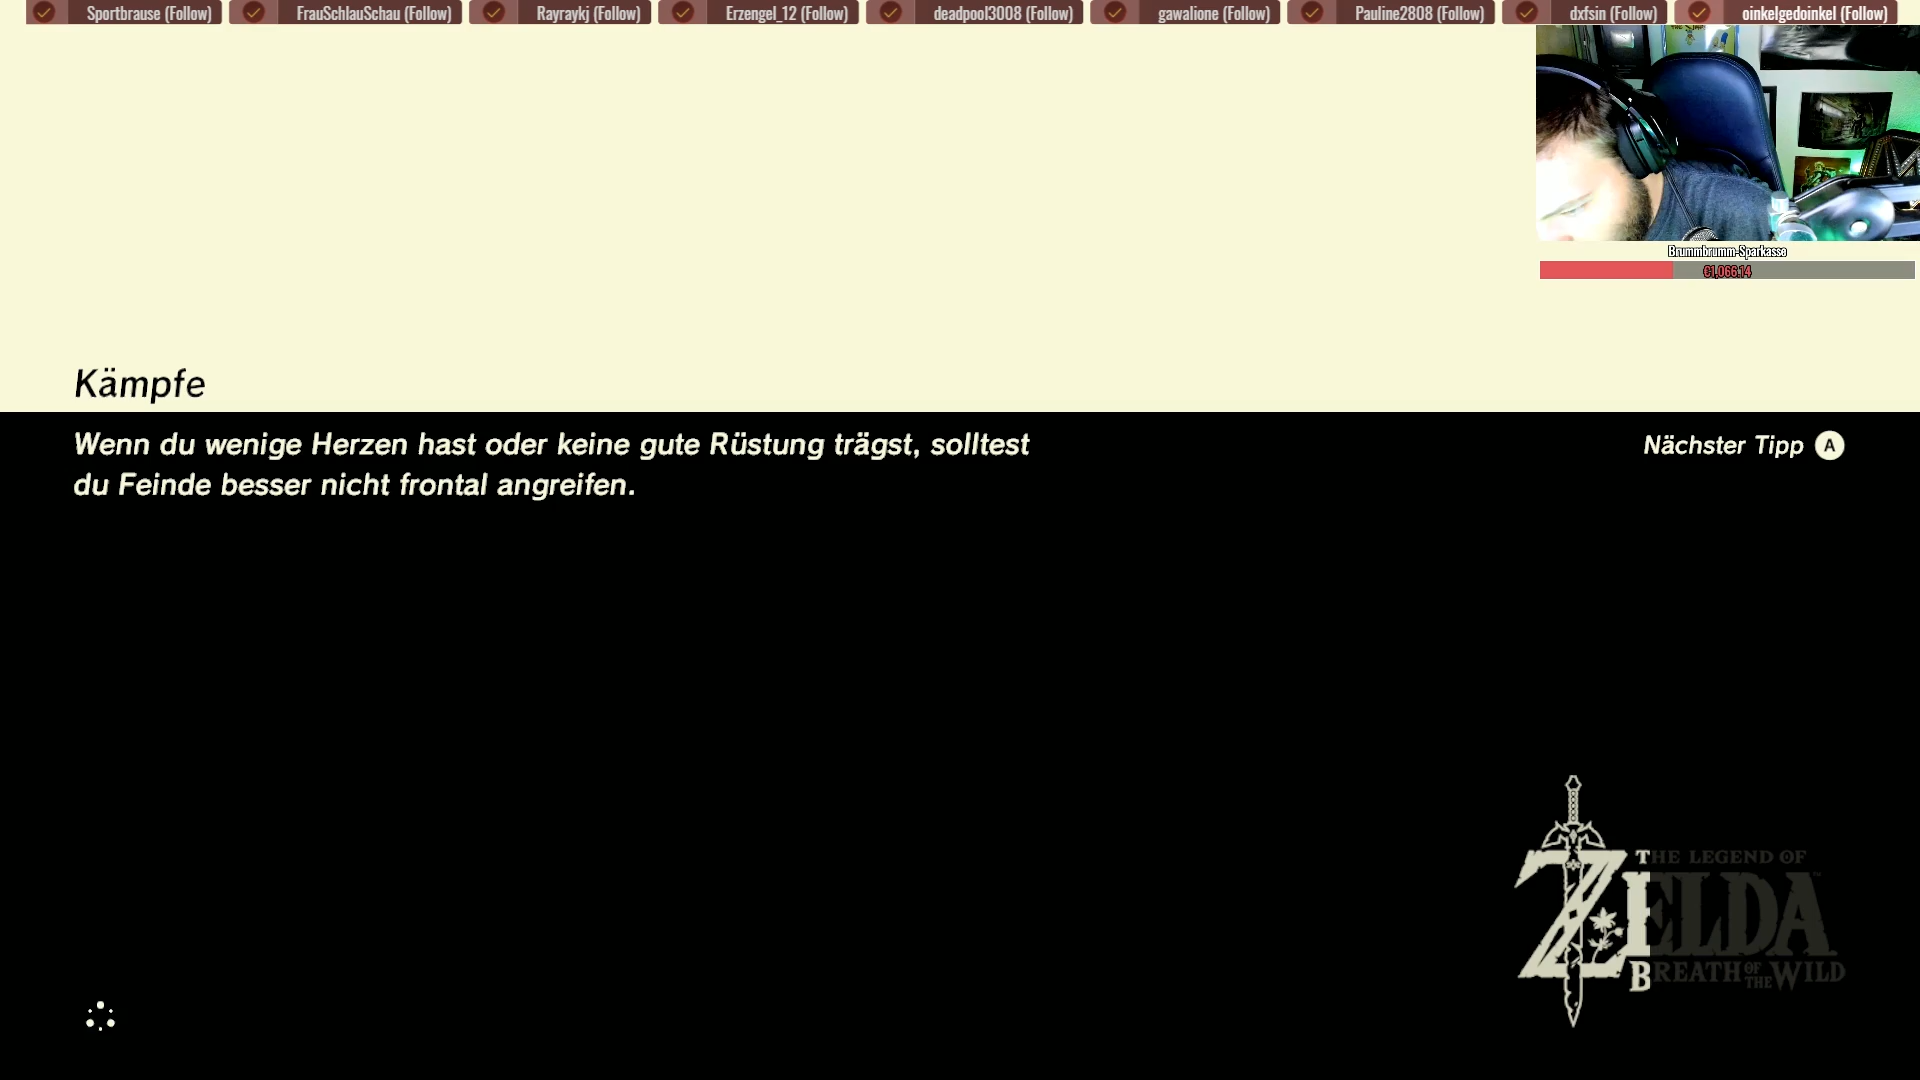 Sportbrause (Follow) FrauSchlauSchau (Follow) Rayraykj (Follow) Erzengel_12 (Follow) deadpool3008 (Follow) gawalione (Follow) Pauline2808 (Follow) dxfsin (Follow) oinkelgedoinkel (Follow)
Brummbrumm-Sparkasse
€1,066.14
Kämpfe
Wenn du wenige Herzen hast oder keine gute Rüstung trägst, solltest
du Feinde besser nicht frontal angreifen.
Nächster Tipp A
THE LEGEND OF
ZELDA
BREATH OF THE WILD